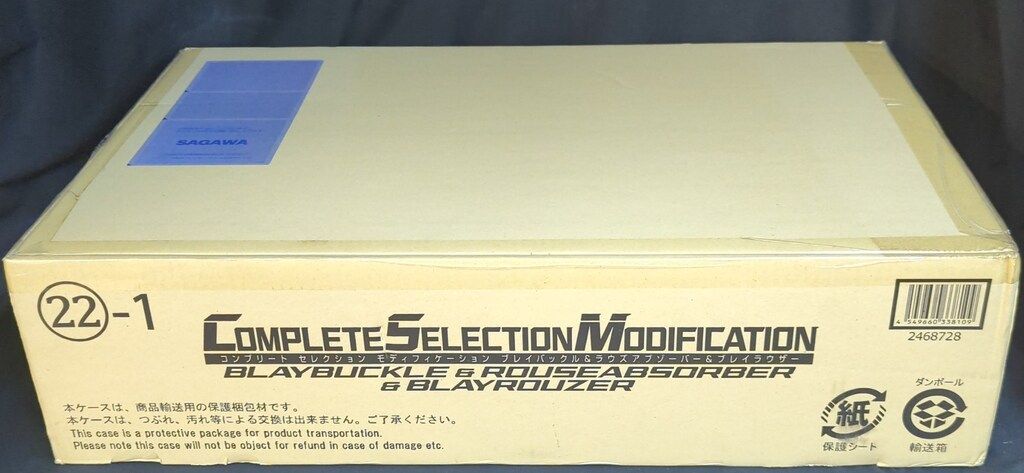 SAGAWA
22-1
COMPLETE SELECTION MODIFICATION
コンプリート セレクション モディフィケーション ブレイバックル&ラウズアブソーバー&ブレイラウザー
BLAYBUCKLE & ROUSEABSORBER
& BLAYROUZER
本ケースは、商品輸送用の保護梱包材です。
本ケースは、つぶれ、汚れ等による交換は出来ません。ご了承ください。
This case is a protective package for product transportation.
Please note this case will not be object for refund in case of damage etc.
4 549660 338109
2468728
紙
保護シート
ダンボール
輸送箱